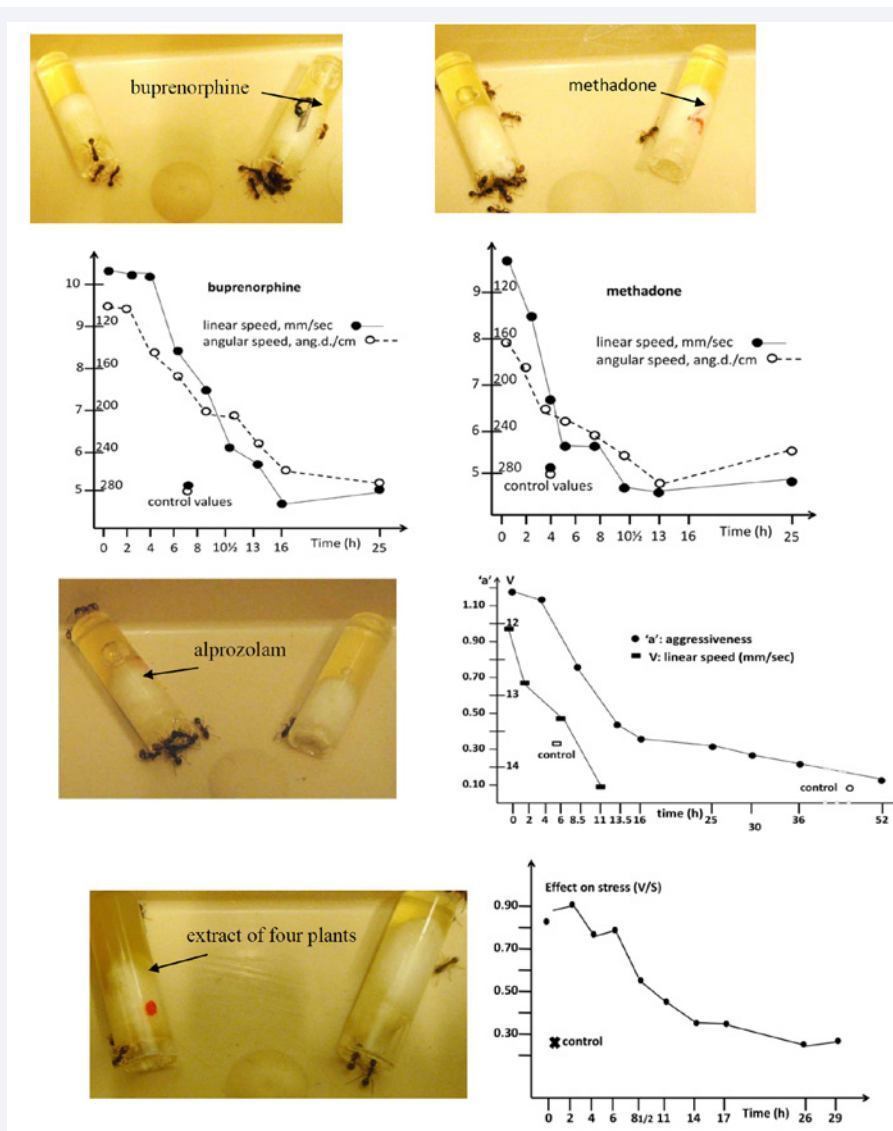 buprenorphine
methadone
buprenorphine
linear speed, mm/sec
angular speed, ang.d./cm
10
9
8
7
6
5
120
160
200
240
280
control values
0 2 4 6 8 10½ 13 16 25
Time (h)
methadone
linear speed, mm/sec
angular speed, ang.d./cm
9
8
7
6
5
120
160
200
240
280
control values
0 2 4 6 8 10½ 13 16 25
Time (h)
alprozolam
'a' V
1.10
0.90
0.70
0.50
0.30
0.10
12
13
14
'a': aggressiveness
V: linear speed (mm/sec)
control
control
0 2 4 6 8.5 11 13.5 16 25 30 36 52
time (h)
extract of four plants
Effect on stress (V/S)
0.90
0.70
0.50
0.30
control
0 2 4 6 81/2 11 14 17 26 29
Time (h)